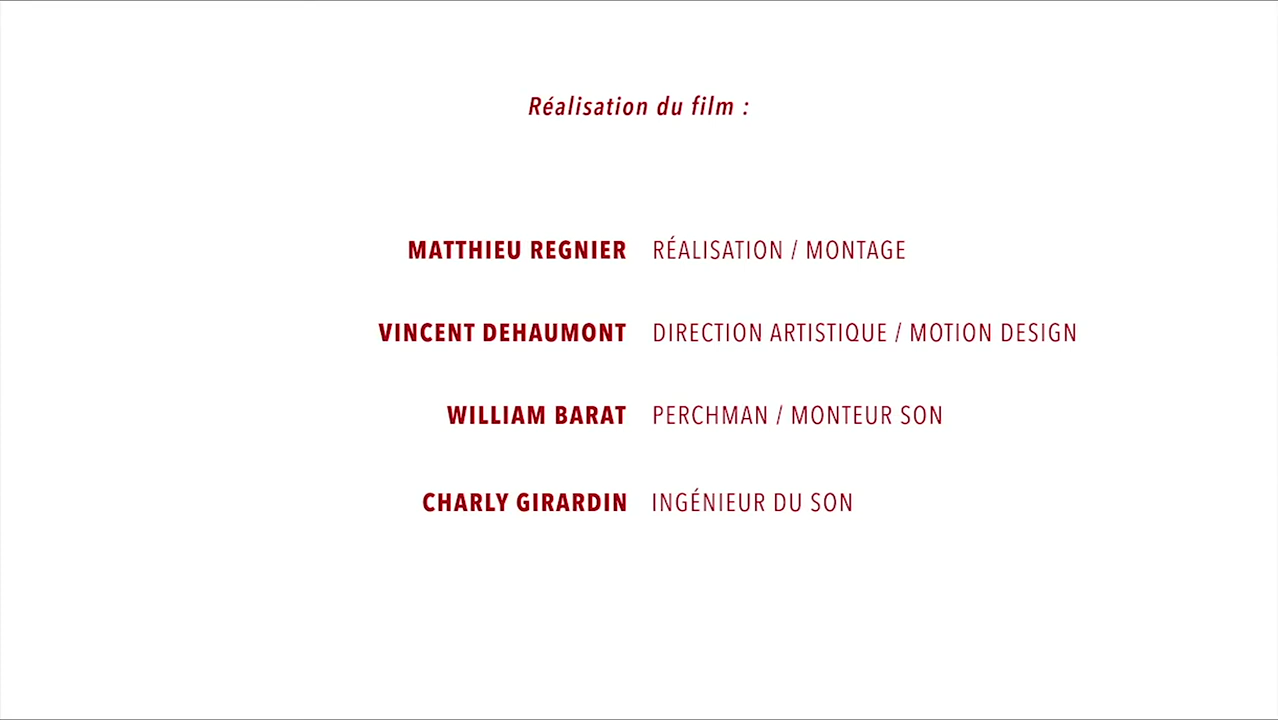 Réalisation du film :
MATTHIEU REGNIER RÉALISATION / MONTAGE
VINCENT DEHAUMONT DIRECTION ARTISTIQUE / MOTION DESIGN
WILLIAM BARAT PERCHMAN / MONTEUR SON
CHARLY GIRARDIN INGÉNIEUR DU SON